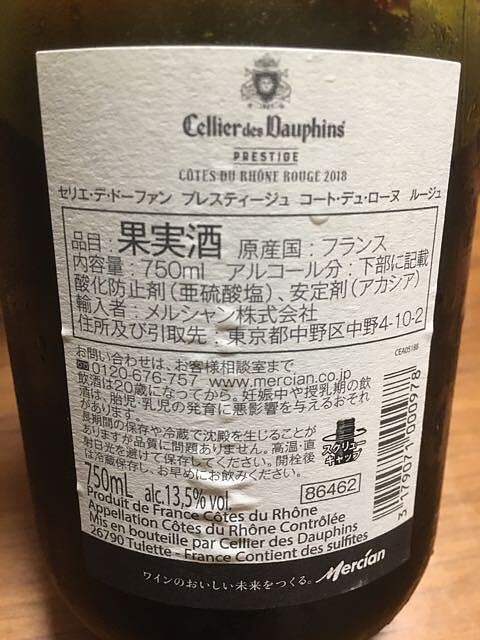 Cellier des Dauphins
PRESTIGE
CÔTES DU RHÔNE ROUGE 2018
セリエ・デ・ドーファン プレスティージュ コート・デュ・ローヌ ルージュ
品目：果実酒 原産国：フランス
内容量：750ml アルコール分：下部に記載
酸化防止剤（亜硫酸塩）、安定剤（アカシア）
輸入者：メルシャン株式会社
住所及び引取先：東京都中野区中野4-10-2
CEA05188
お問い合わせは、お客様相談室まで
0120-676-757 www.mercian.co.jp
飲酒は20歳になってから。妊娠中や授乳期の飲
酒は、胎児・乳児の発育に悪影響を与えるおそれ
があります。
長期間の保存や冷蔵で沈殿を生じることが
ありますが品質に問題ありません。高温・直
射日光を避けて保存してください。開栓後
は冷蔵保存し、お早めにお飲みください。
スクリュー
キャップ
750mL alc.13,5% vol.
86462
Produit de France Côtes du Rhône
Appellation Côtes du Rhône Contrôlée
Mis en bouteille par Cellier des Dauphins
26790 Tulette - France Contient des sulfites
3 179077 000978
ワインのおいしい未来をつくる。 Mercian